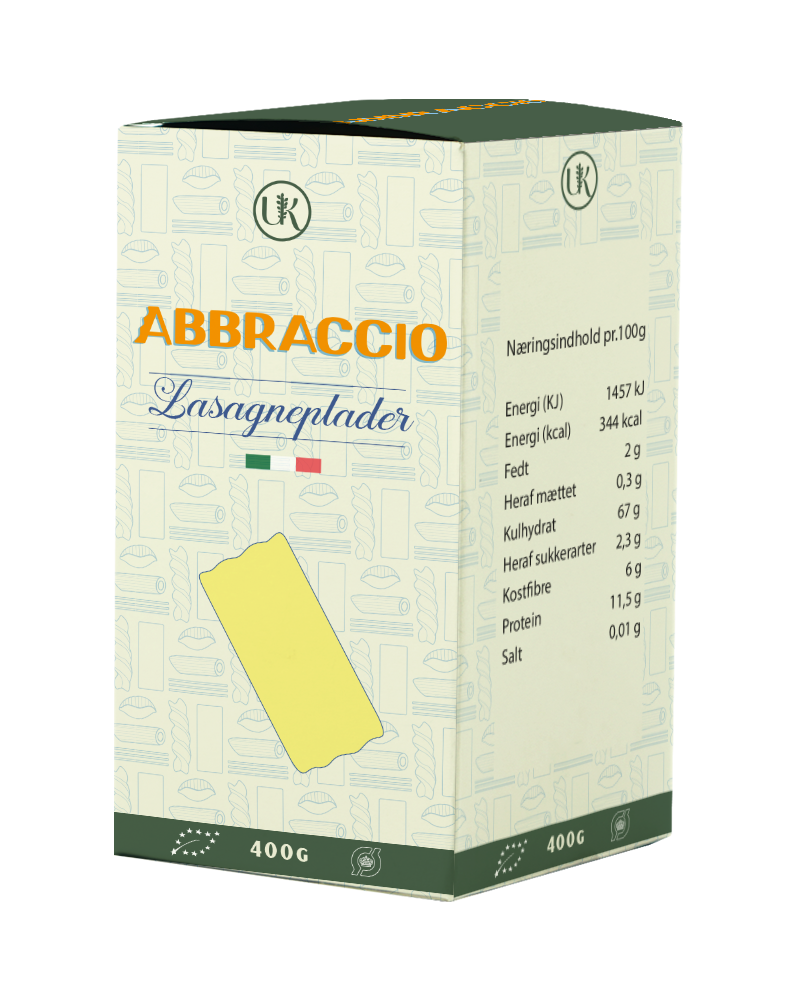 UK
ABBRACCIO
Lasagneplader
400G
UK
Næringsindhold pr.100g
Energi (KJ) 1457 kJ
Energi (kcal) 344 kcal
Fedt 2 g
Heraf mættet 0,3 g
Kulhydrat 67 g
Heraf sukkerarter 2,3 g
Kostfibre 6 g
Protein 11,5 g
Salt 0,01 g
400G